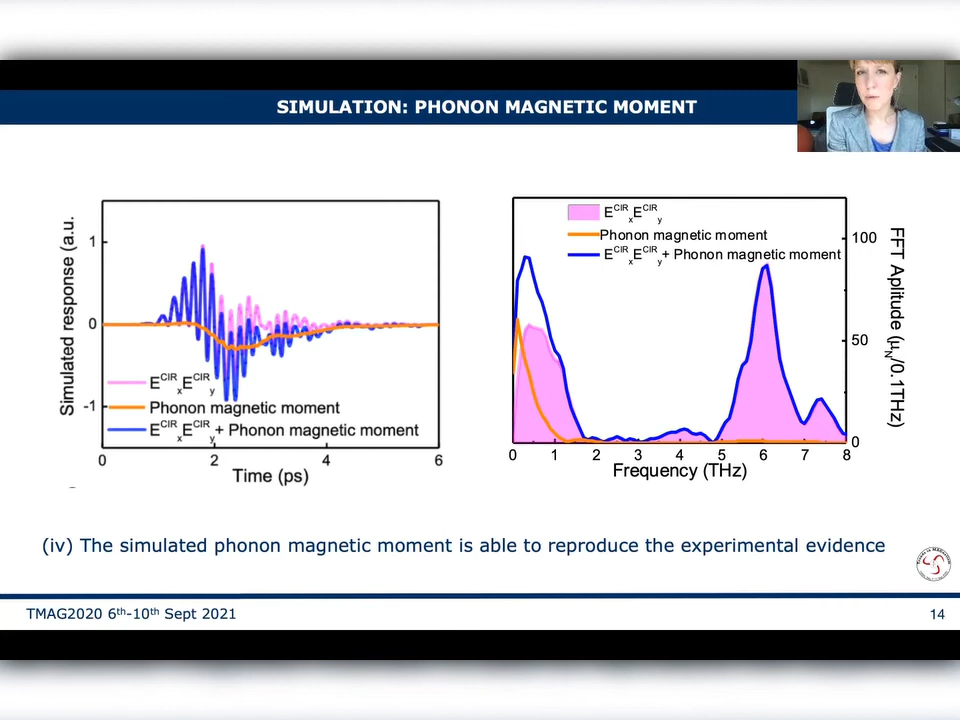 SIMULATION: PHONON MAGNETIC MOMENT
Simulated response (a.u.
1
0
-1
E^CIR_x E^CIR_y
Phonon magnetic moment
E^CIR_x E^CIR_y + Phonon magnetic moment
0
2
4
6
Time (ps)
E^CIR_x E^CIR_y
Phonon magnetic moment
E^CIR_x E^CIR_y + Phonon magnetic moment
100
50
0
FFT Aplitude (μ_N/0.1THz)
0
1
2
3
4
5
6
7
8
Frequency (THz)
(iv) The simulated phonon magnetic moment is able to reproduce the experimental evidence
TMAG2020 6th-10th Sept 2021
14